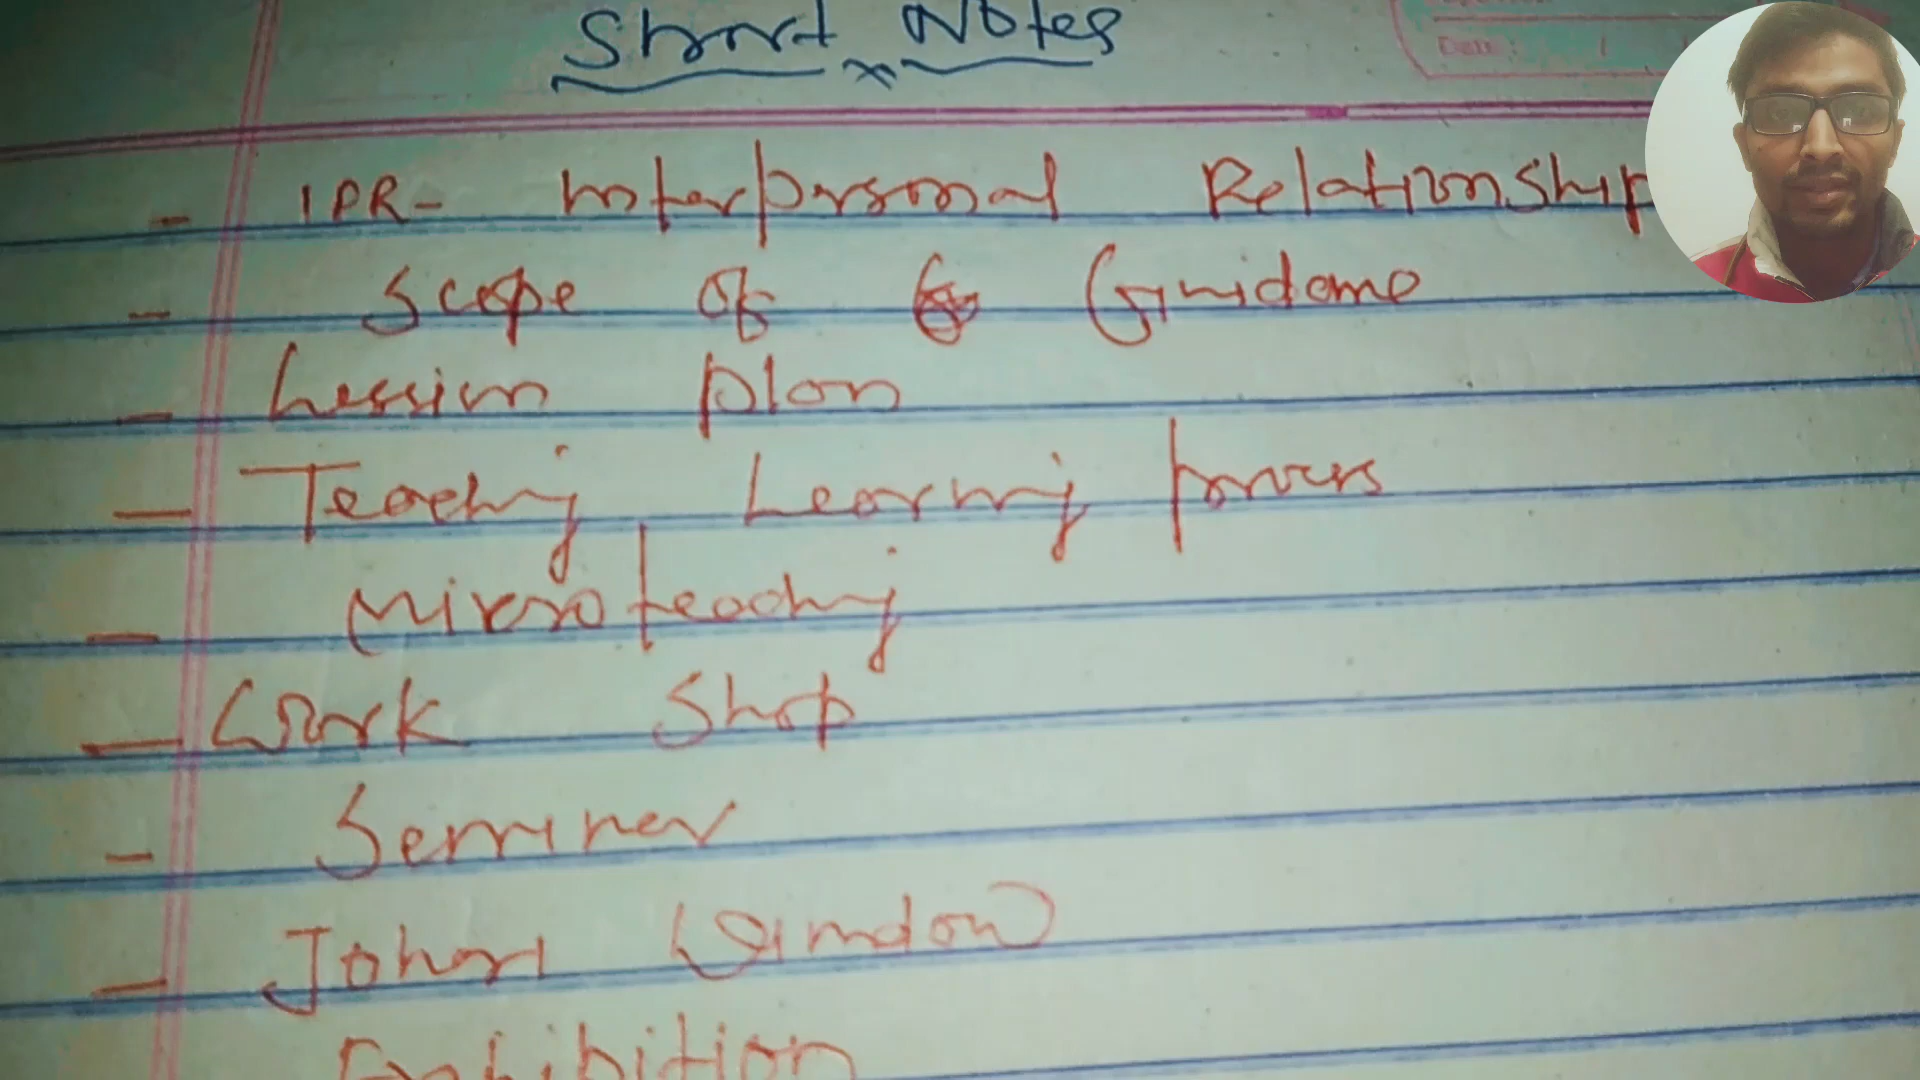 Short Notes
- IPR- Interpersonal Relationship
- Scope of Guidance
- Lession plan
- Teaching Learning process
- Microteaching
- Work Shop
- Seminar
- Johari Window
Exhibition